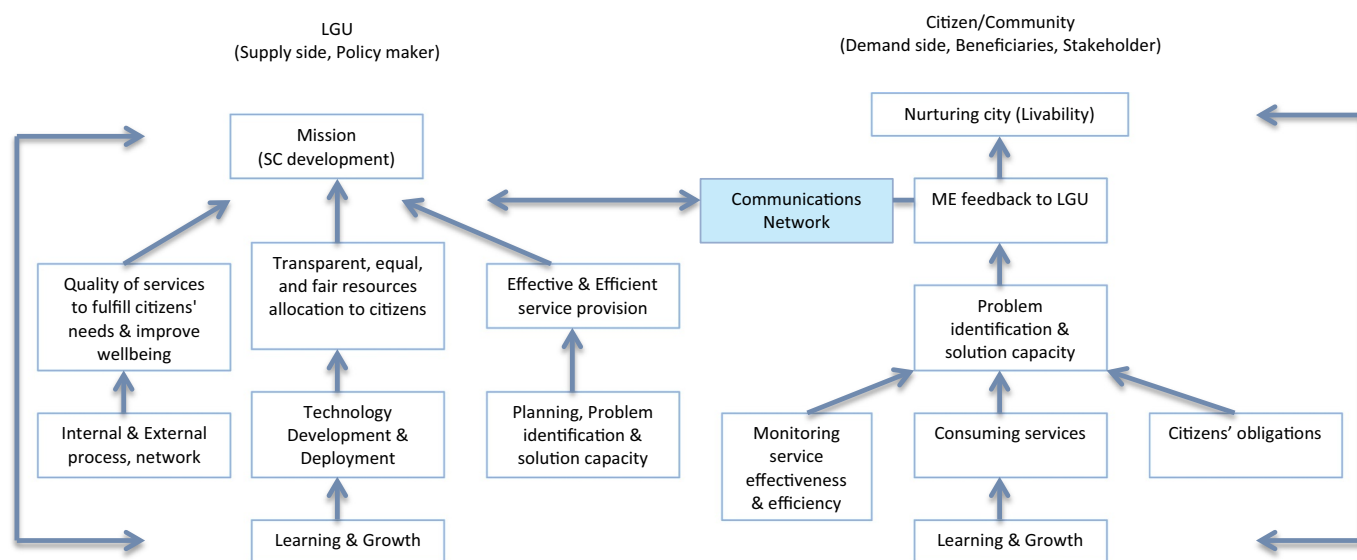 LGU
(Supply side, Policy maker)
Citizen/Community
(Demand side, Beneficiaries, Stakeholder)
Mission
(SC development)
Nurturing city (Livability)
Communications
Network
ME feedback to LGU
Quality of services
to fulfill citizens'
needs & improve
wellbeing
Transparent, equal,
and fair resources
allocation to citizens
Effective & Efficient
service provision
Problem
identification &
solution capacity
Internal & External
process, network
Technology
Development &
Deployment
Planning, Problem
identification &
solution capacity
Monitoring
service
effectiveness
& efficiency
Consuming services
Citizens’ obligations
Learning & Growth
Learning & Growth